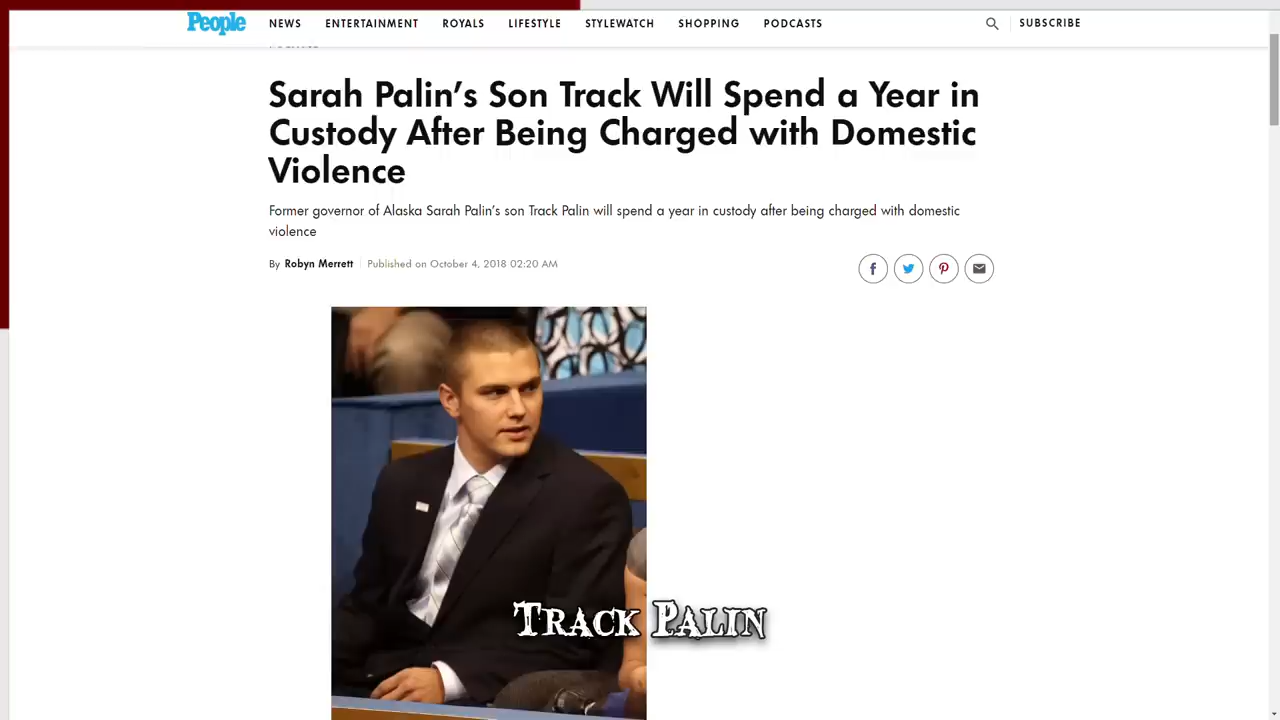 People NEWS ENTERTAINMENT ROYALS LIFESTYLE STYLEWATCH SHOPPING PODCASTS SUBSCRIBE
Sarah Palin's Son Track Will Spend a Year in
Custody After Being Charged with Domestic
Violence
Former governor of Alaska Sarah Palin's son Track Palin will spend a year in custody after being charged with domestic
violence
By Robyn Merrett Published on October 4, 2018 02:20 AM
TRACK PALIN